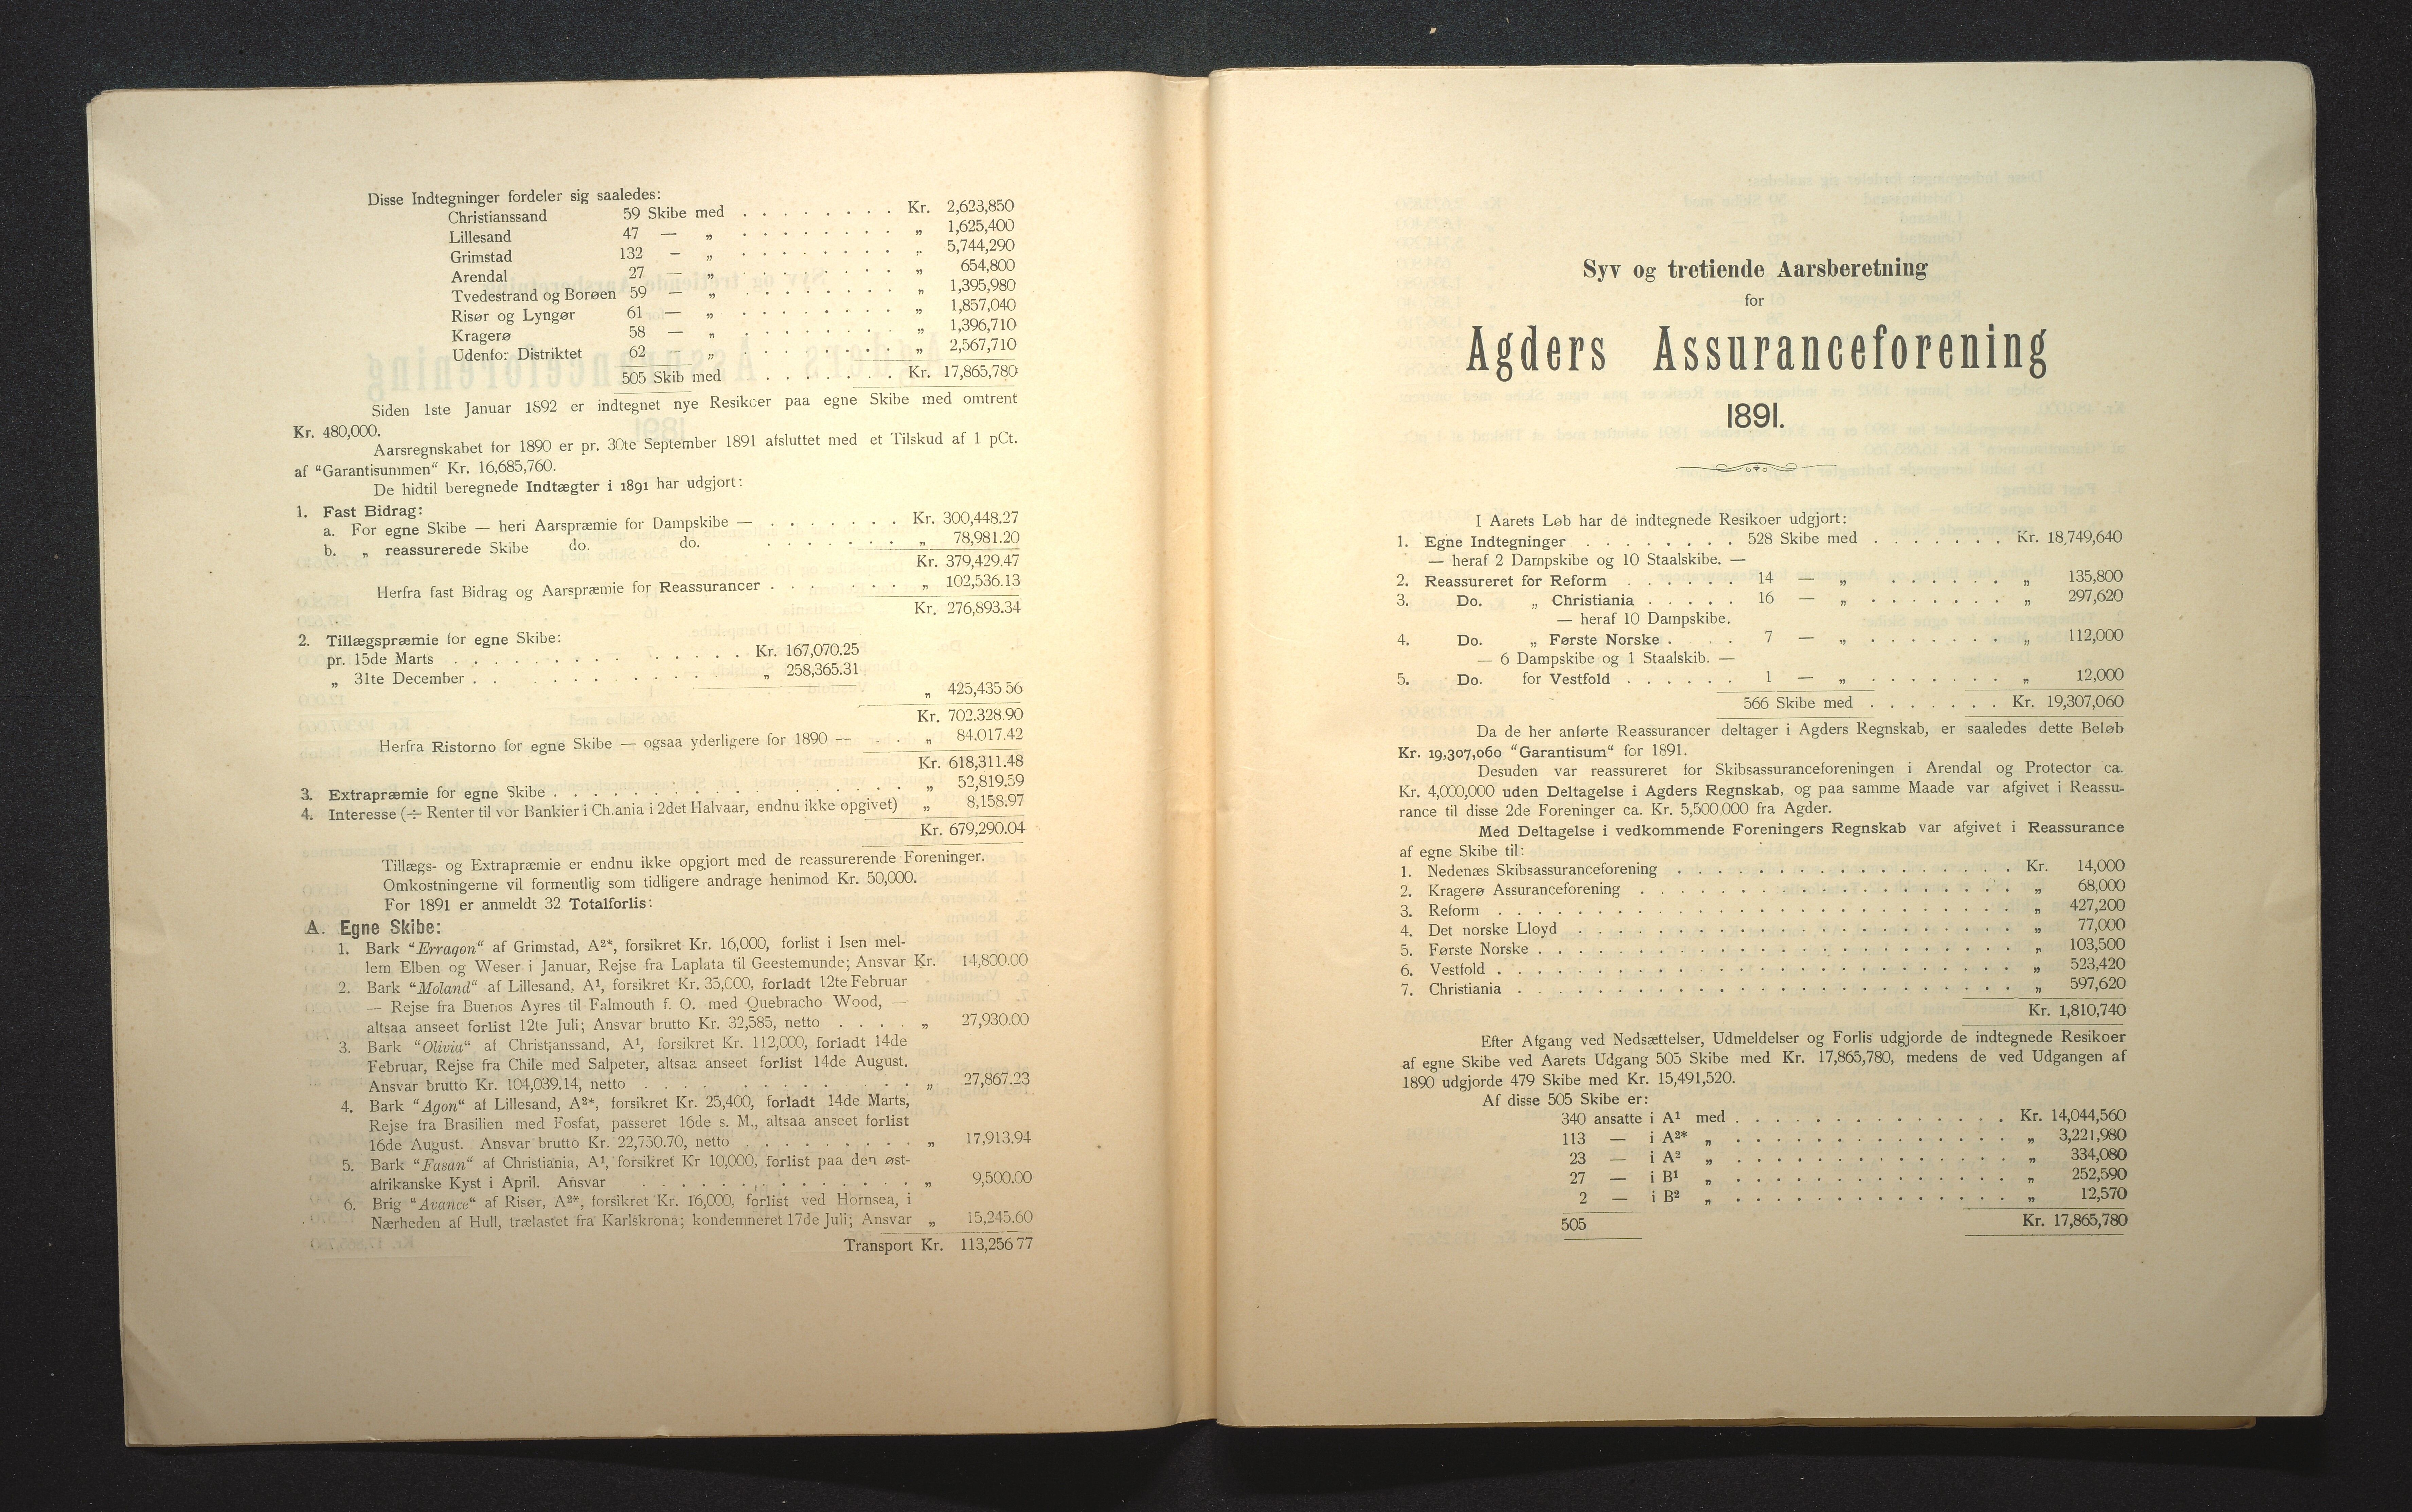 Disse Indtegninger fordeler sig saaledes:
Christianssand 59 Skibe med . . . . . . . . Kr. 2,623,850
Lillesand 47 — „ . . . . . . . . „ 1,625,400
Grimstad 132 — „ . . . . . . . . „ 5,744,290
Arendal 27 — „ . . . . . . . . „ 654,800
Tvedestrand og Borøen 59 — „ . . . . . . . . „ 1,395,980
Risør og Lyngør 61 — „ . . . . . . . . „ 1,857,040
Kragerø 58 — „ . . . . . . . . „ 1,396,710
Udenfor Distriktet 62 — „ . . . . . . . . „ 2,567,710
505 Skib med . . . . . . . Kr. 17,865,780
Siden 1ste Januar 1892 er indtegnet nye Resikoer paa egne Skibe med omtrent
Kr. 480,000.
Aarsregnskabet for 1890 er pr. 30te September 1891 afsluttet med et Tilskud af 1 pCt.
af “Garantisummen“ Kr. 16,685,760.
De hidtil beregnede Indtægter i 1891 har udgjort:
1. Fast Bidrag:
a. For egne Skibe — heri Aarspræmie for Dampskibe — . . . . . . . Kr. 300,448.27
b. „ reassurerede Skibe do. do. . . . . . . . „ 78,981.20
Kr. 379,429.47
Herfra fast Bidrag og Aarspræmie for Reassurancer . . . . . . . „ 102,536.13
Kr. 276,893.34
2. Tillægspræmie for egne Skibe:
pr. 15de Marts . . . . . . . . . . . . . . Kr. 167,070.25
„ 31te December . . . . . . . . . . . . „ 258,365.31
„ 425,435.56
Kr. 702.328.90
Herfra Ristorno for egne Skibe — ogsaa yderligere for 1890 — . . „ 84.017.42
Kr. 618,311.48
3. Extrapræmie for egne Skibe . . . . . . . . . . . . . . . . „ 52,819.59
4. Interesse (÷ Renter til vor Bankier i Ch.ania i 2det Halvaar, endnu ikke opgivet) „ 8,158.97
Kr. 679,290.04
Tillægs- og Extrapræmie er endnu ikke opgjort med de reassurerende Foreninger.
Omkostningerne vil formentlig som tidligere andrage henimod Kr. 50,000.
For 1891 er anmeldt 32 Totalforlis:
A. Egne Skibe:
1. Bark “Erragon“ af Grimstad, A²*, forsikret Kr. 16,000, forlist i Isen mel-
lem Elben og Weser i Januar, Rejse fra Laplata til Geestemunde; Ansvar Kr. 14,800.00
2. Bark “Moland“ af Lillesand, A¹, forsikret Kr. 35,000, forladt 12te Februar
— Rejse fra Buenos Ayres til Falmouth f. O. med Quebracho Wood, —
altsaa anseet forlist 12te Juli; Ansvar brutto Kr. 32,585, netto . . . . „ 27,930.00
3. Bark “Olivia“ af Christianssand, A¹, forsikret Kr. 112,000, forladt 14de
Februar, Rejse fra Chile med Salpeter, altsaa anseet forlist 14de August.
Ansvar brutto Kr. 104,039.14, netto . . . . . . . . . . „ 27,867.23
4. Bark “Agon“ af Lillesand, A²*, forsikret Kr. 25,400, forladt 14de Marts,
Rejse fra Brasilien med Fosfat, passeret 16de s. M., altsaa anseet forlist
16de August. Ansvar brutto Kr. 22,750.70, netto . . . . . . . . „ 17,913.94
5. Bark “Fasan“ af Christiania, A¹, forsikret Kr 10,000, forlist paa den øst-
afrikanske Kyst i April. Ansvar . . . . . . . . . . . „ 9,500.00
6. Brig “Avance“ af Risør, A²*, forsikret Kr. 16,000, forlist ved Hornsea, i
Nærheden af Hull, trælastet fra Karlskrona; kondemneret 17de Juli; Ansvar „ 15,245.60
Transport Kr. 113,256 77
Syv og tretiende Aarsberetning
for
Agders Assuranceforening
1891.
I Aarets Løb har de indtegnede Resikoer udgjort:
1. Egne Indtegninger . . . . . . . . 528 Skibe med . . . . . . . Kr. 18,749,640
— heraf 2 Dampskibe og 10 Staalskibe. —
2. Reassureret for Reform . . . . . . 14 — „ . . . . . . . „ 135,800
3. Do. „ Christiania . . . . . 16 — „ . . . . . . . „ 297,620
— heraf 10 Dampskibe.
4. Do. „ Første Norske . . . . 7 — „ . . . . . . . „ 112,000
— 6 Dampskibe og 1 Staalskib. —
5. Do. for Vestfold . . . . . . 1 — „ . . . . . . . „ 12,000
566 Skibe med . . . . . . . Kr. 19,307,060
Da de her anførte Reassurancer deltager i Agders Regnskab, er saaledes dette Beløb
Kr. 19,307,060 “Garantisum“ for 1891.
Desuden var reassureret for Skibsassuranceforeningen i Arendal og Protector ca.
Kr. 4,000,000 uden Deltagelse i Agders Regnskab, og paa samme Maade var afgivet i Reassu-
rance til disse 2de Foreninger ca. Kr. 5,500,000 fra Agder.
Med Deltagelse i vedkommende Foreningers Regnskab var afgivet i Reassurance
af egne Skibe til:
1. Nedenæs Skibsassuranceforening . . . . . . . . . . . . . . . . . Kr. 14,000
2. Kragerø Assuranceforening . . . . . . . . . . . . . . . . . . . „ 68,000
3. Reform . . . . . . . . . . . . . . . . . . . . . . . . „ 427,200
4. Det norske Lloyd . . . . . . . . . . . . . . . . . . . . . „ 77,000
5. Første Norske . . . . . . . . . . . . . . . . . . . . . . „ 103,500
6. Vestfold . . . . . . . . . . . . . . . . . . . . . . . . „ 523,420
7. Christiania . . . . . . . . . . . . . . . . . . . . . . . „ 597,620
Kr. 1,810,740
Efter Afgang ved Nedsættelser, Udmeldelser og Forlis udgjorde de indtegnede Resikoer
af egne Skibe ved Aarets Udgang 505 Skibe med Kr. 17,865,780, medens de ved Udgangen af
1890 udgjorde 479 Skibe med Kr. 15,491,520.
Af disse 505 Skibe er:
340 ansatte i A¹ med . . . . . . . . . . . . . . Kr. 14,044,560
113 — i A²* „ . . . . . . . . . . . . . . „ 3,221,980
23 — i A² „ . . . . . . . . . . . . . . „ 334,080
27 — i B¹ „ . . . . . . . . . . . . . . „ 252,590
2 — i B² „ . . . . . . . . . . . . . . „ 12,570
505 Kr. 17,865,780